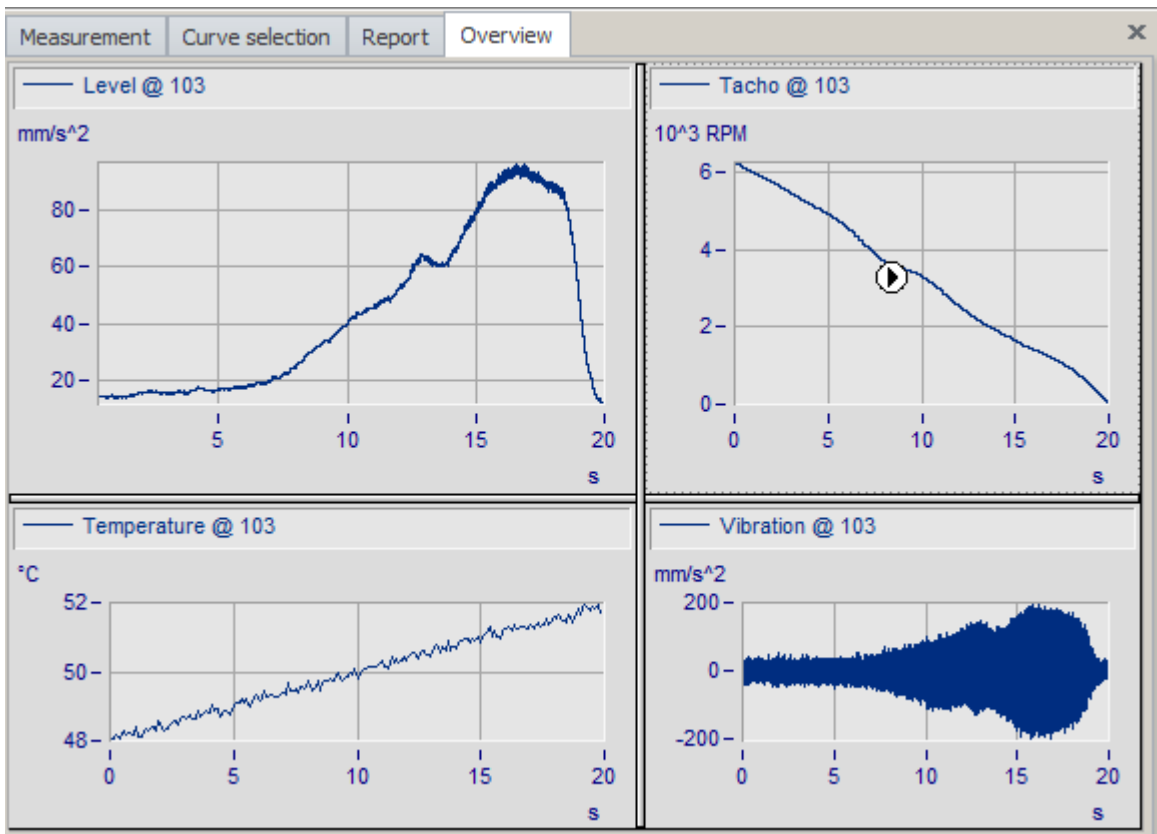 Measurement Curve selection Report Overview
Level @ 103
mm/s^2
80
60
40
20
5 10 15 20
s
Tacho @ 103
10^3 RPM
6
4
2
0
0 5 10 15 20
s
Temperature @ 103
°C
52
50
48
0 5 10 15 20
s
Vibration @ 103
mm/s^2
200
0
-200
0 5 10 15 20
s